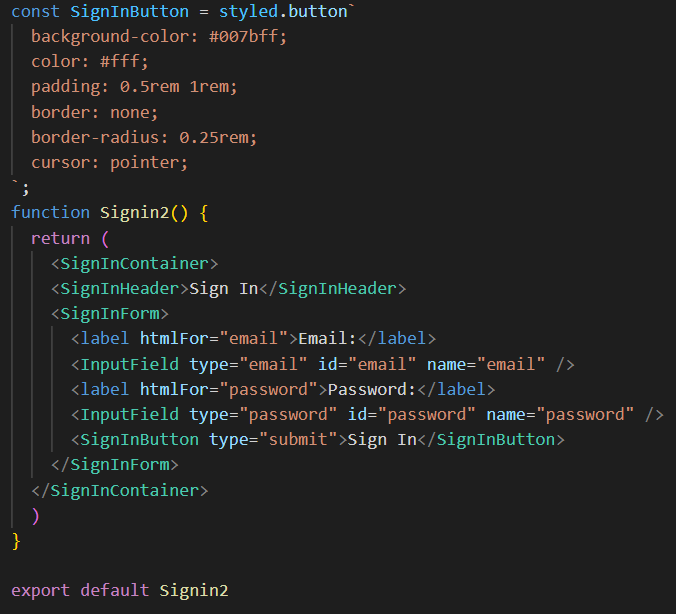 const SignInButton = styled.button`
  background-color: #007bff;
  color: #fff;
  padding: 0.5rem 1rem;
  border: none;
  border-radius: 0.25rem;
  cursor: pointer;
`;
function Signin2() {
  return (
    <SignInContainer>
    <SignInHeader>Sign In</SignInHeader>
    <SignInForm>
      <label htmlFor="email">Email:</label>
      <InputField type="email" id="email" name="email" />
      <label htmlFor="password">Password:</label>
      <InputField type="password" id="password" name="password" />
      <SignInButton type="submit">Sign In</SignInButton>
    </SignInForm>
  </SignInContainer>
  )
}

export default Signin2